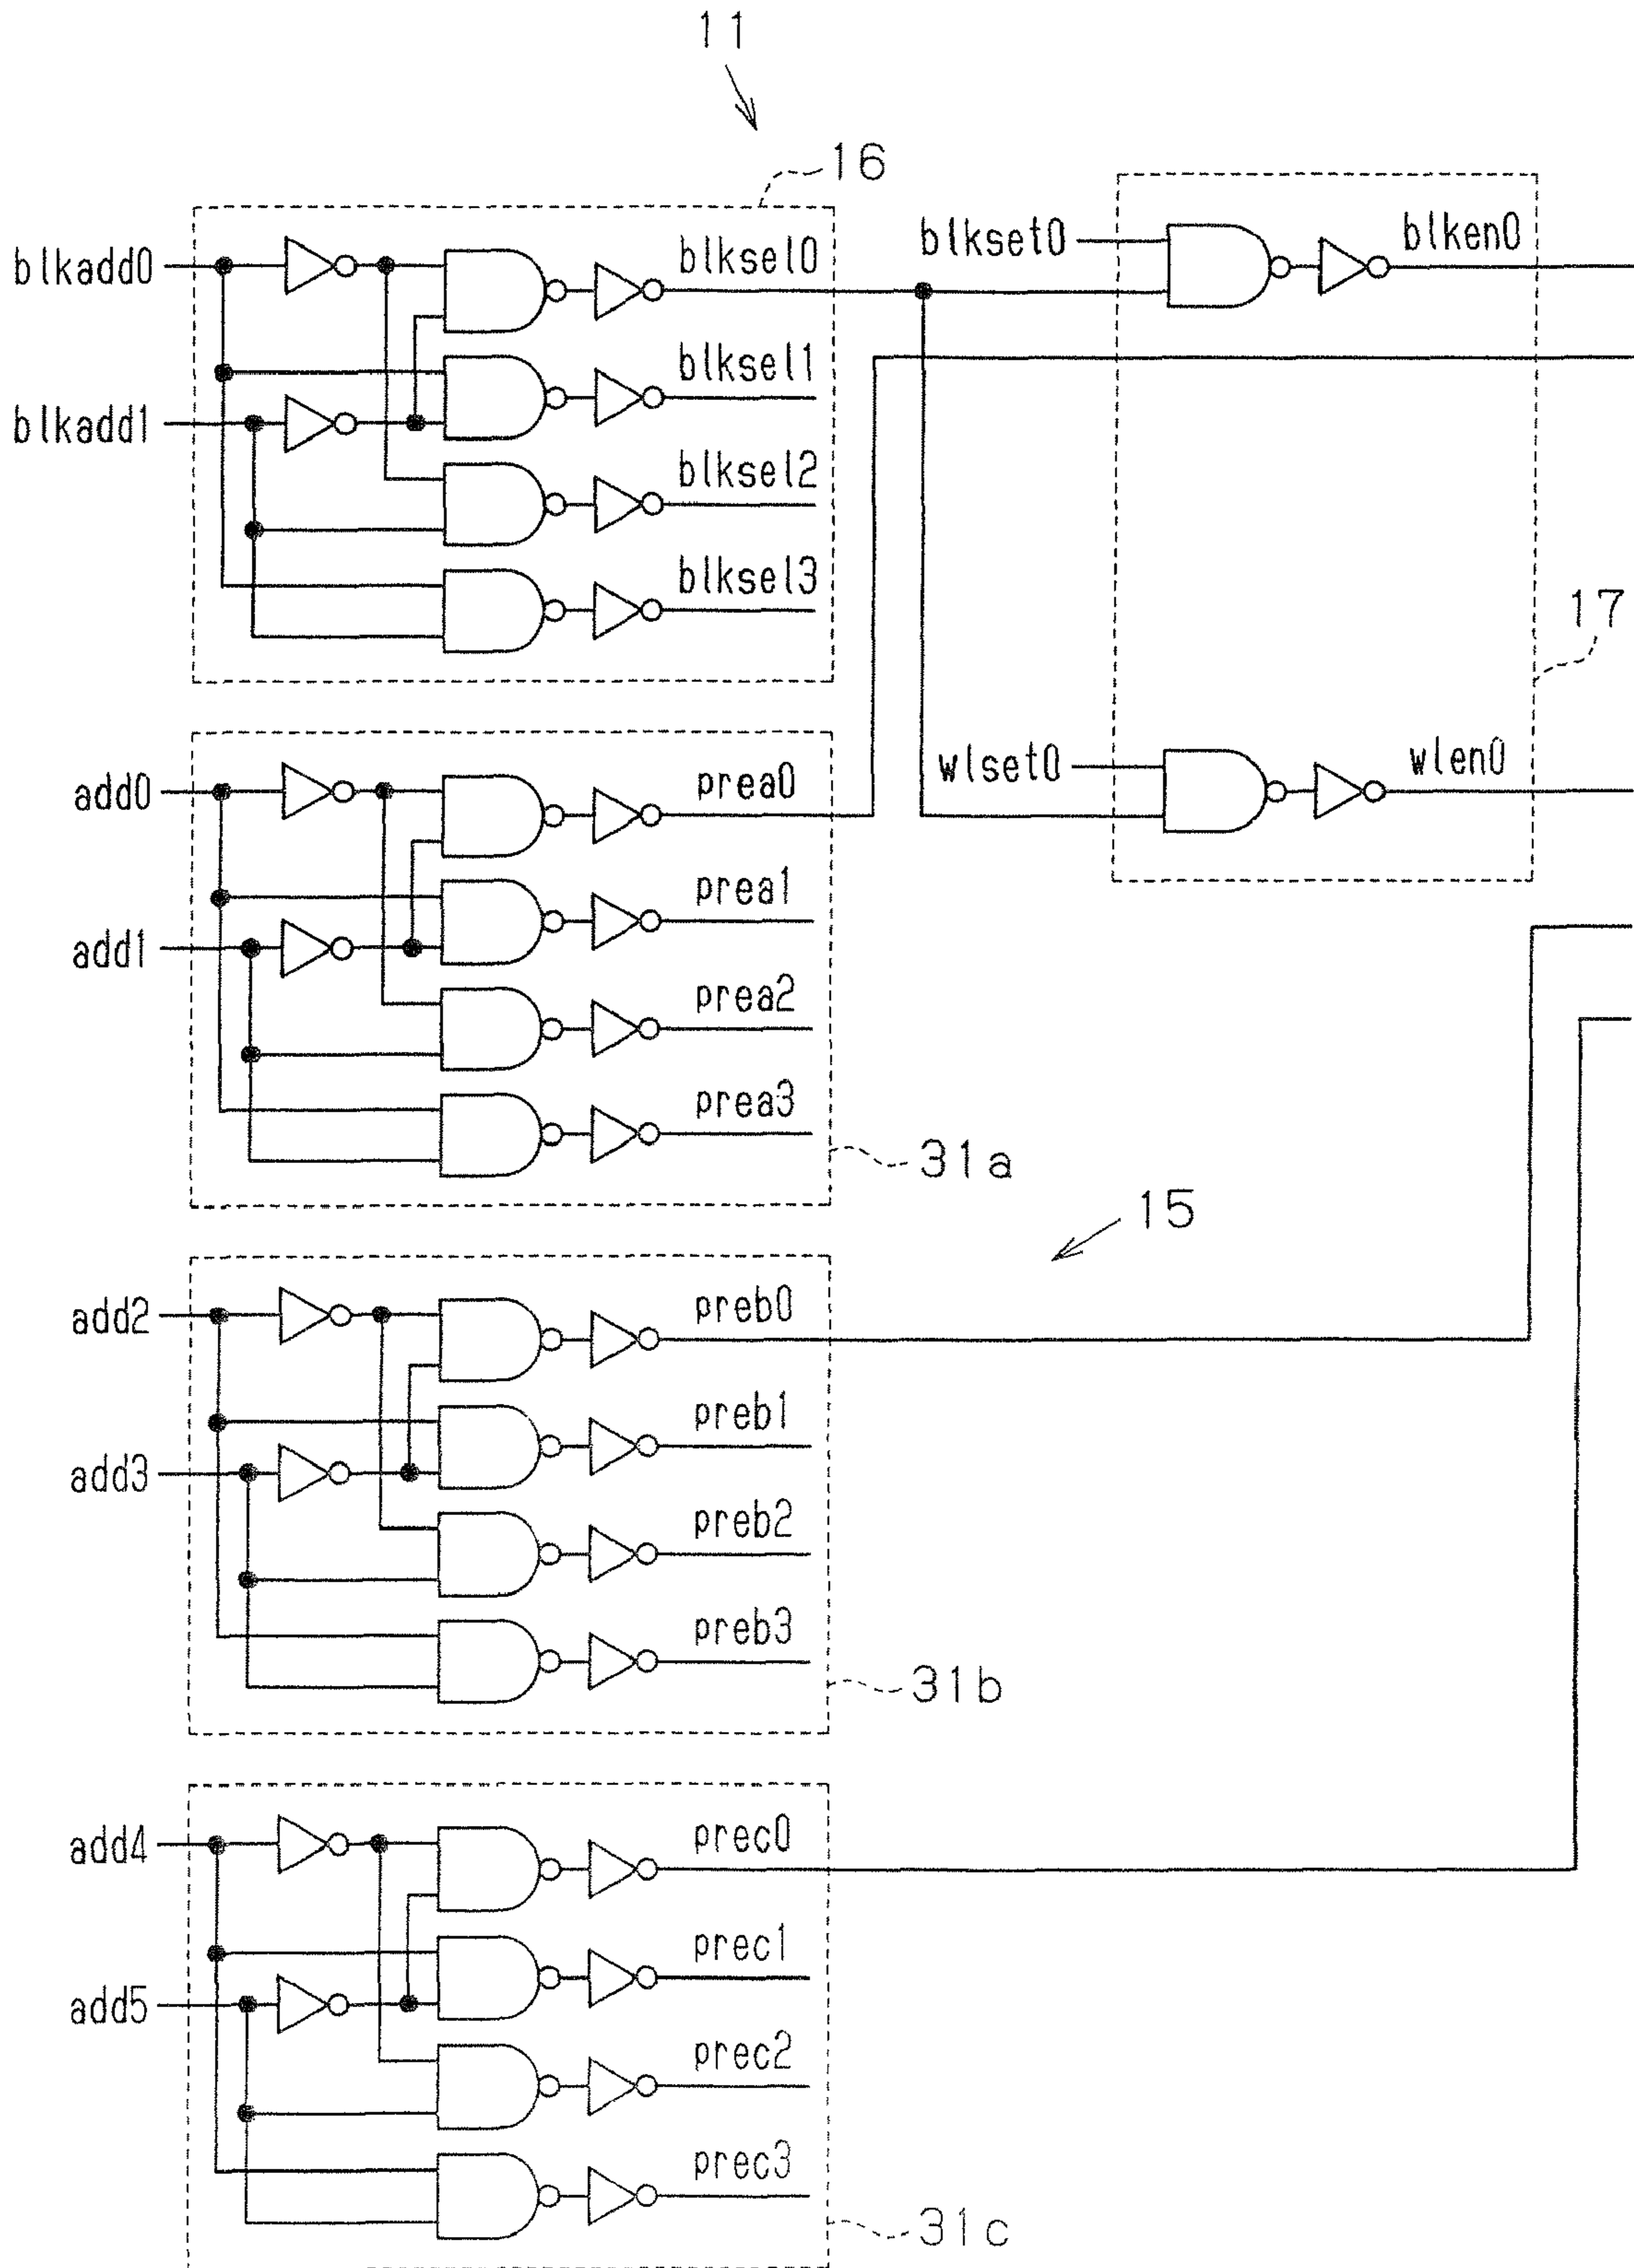 11
16
blkadd0
blksel0
blkset0
blken0
blksel1
blkadd1
blksel2
blksel3
17
add0
prea0
wlset0
wlen0
prea1
add1
prea2
prea3
31a
15
add2
preb0
preb1
add3
preb2
preb3
31b
add4
prec0
prec1
add5
prec2
prec3
31c